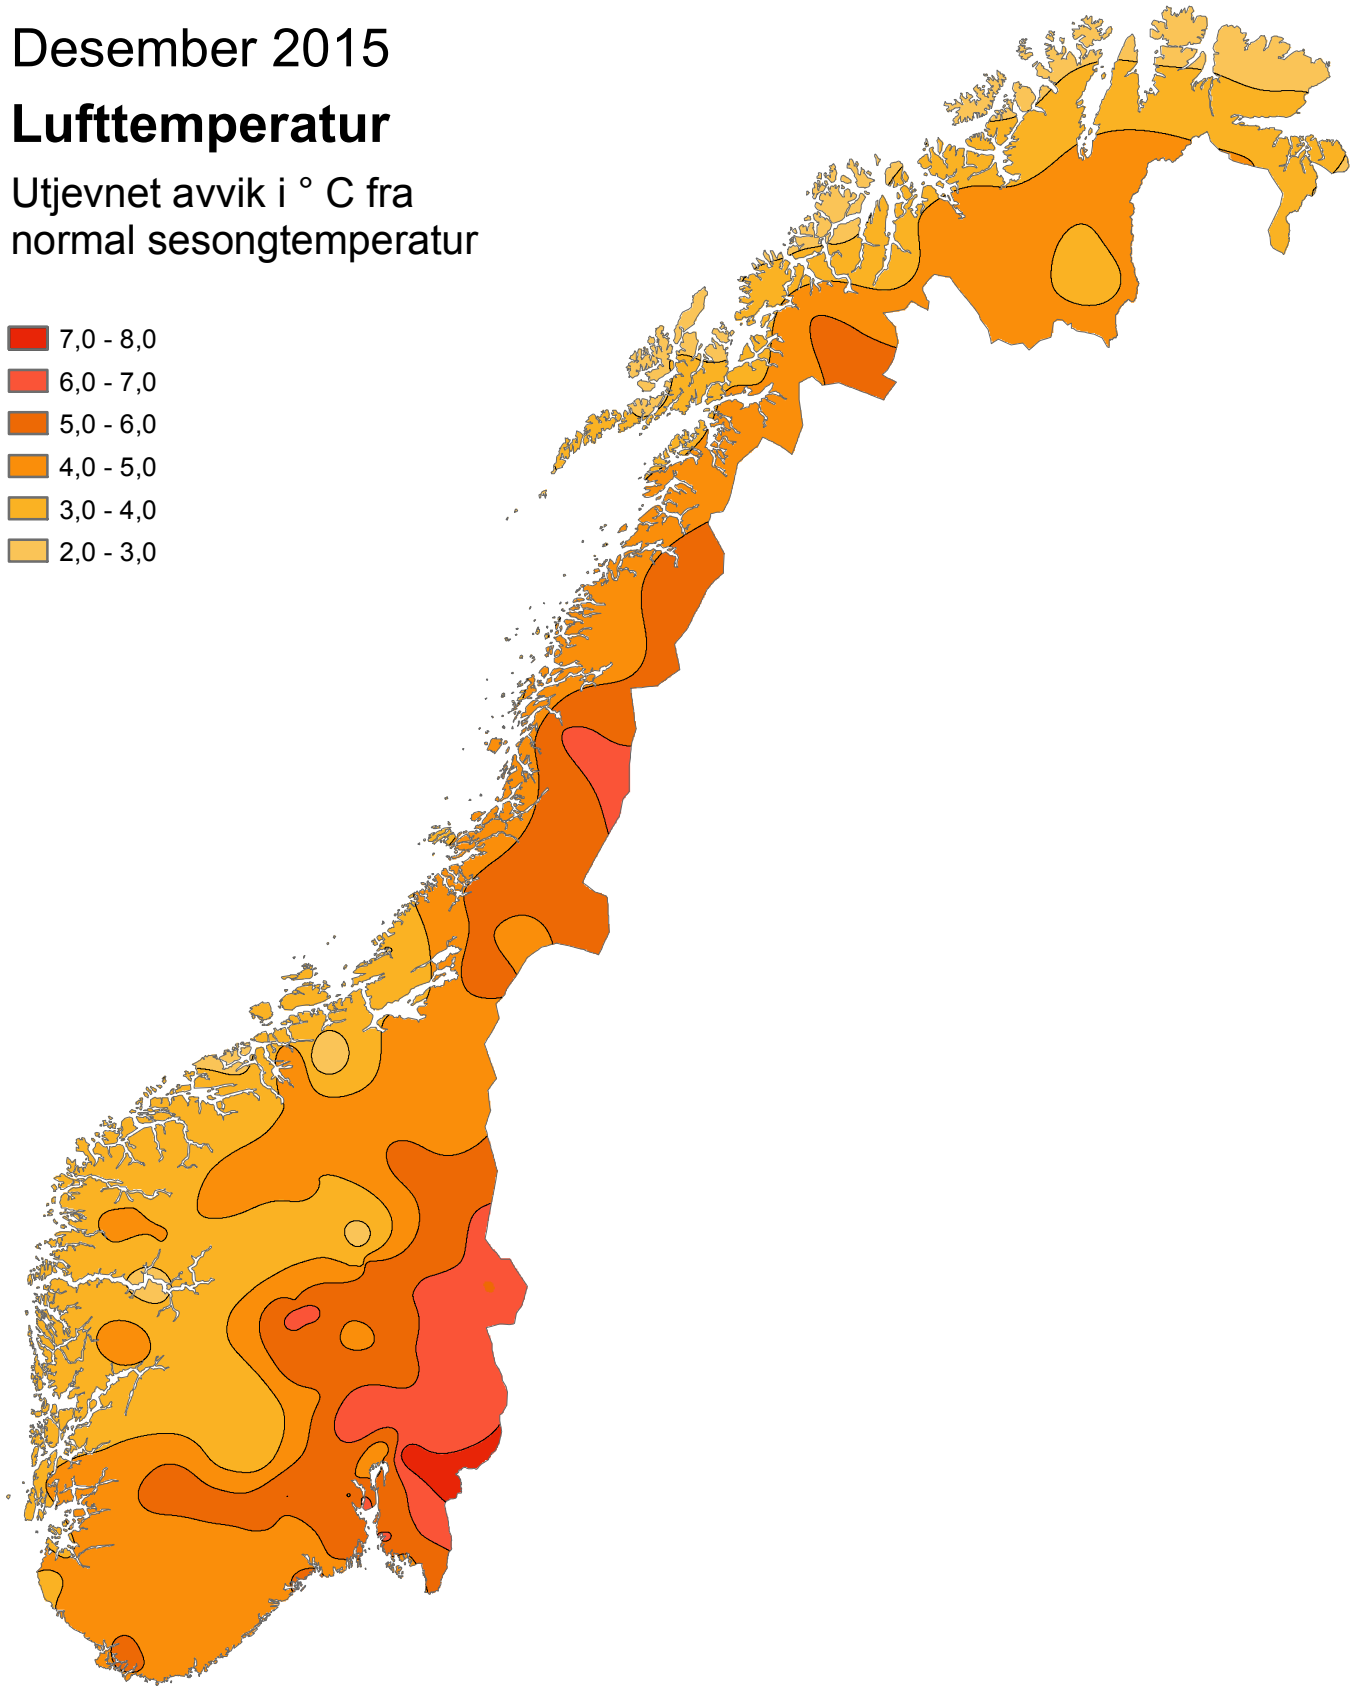 Desember 2015
Lufttemperatur
Utjevnet avvik i ° C fra
normal sesongtemperatur
7,0 - 8,0
6,0 - 7,0
5,0 - 6,0
4,0 - 5,0
3,0 - 4,0
2,0 - 3,0